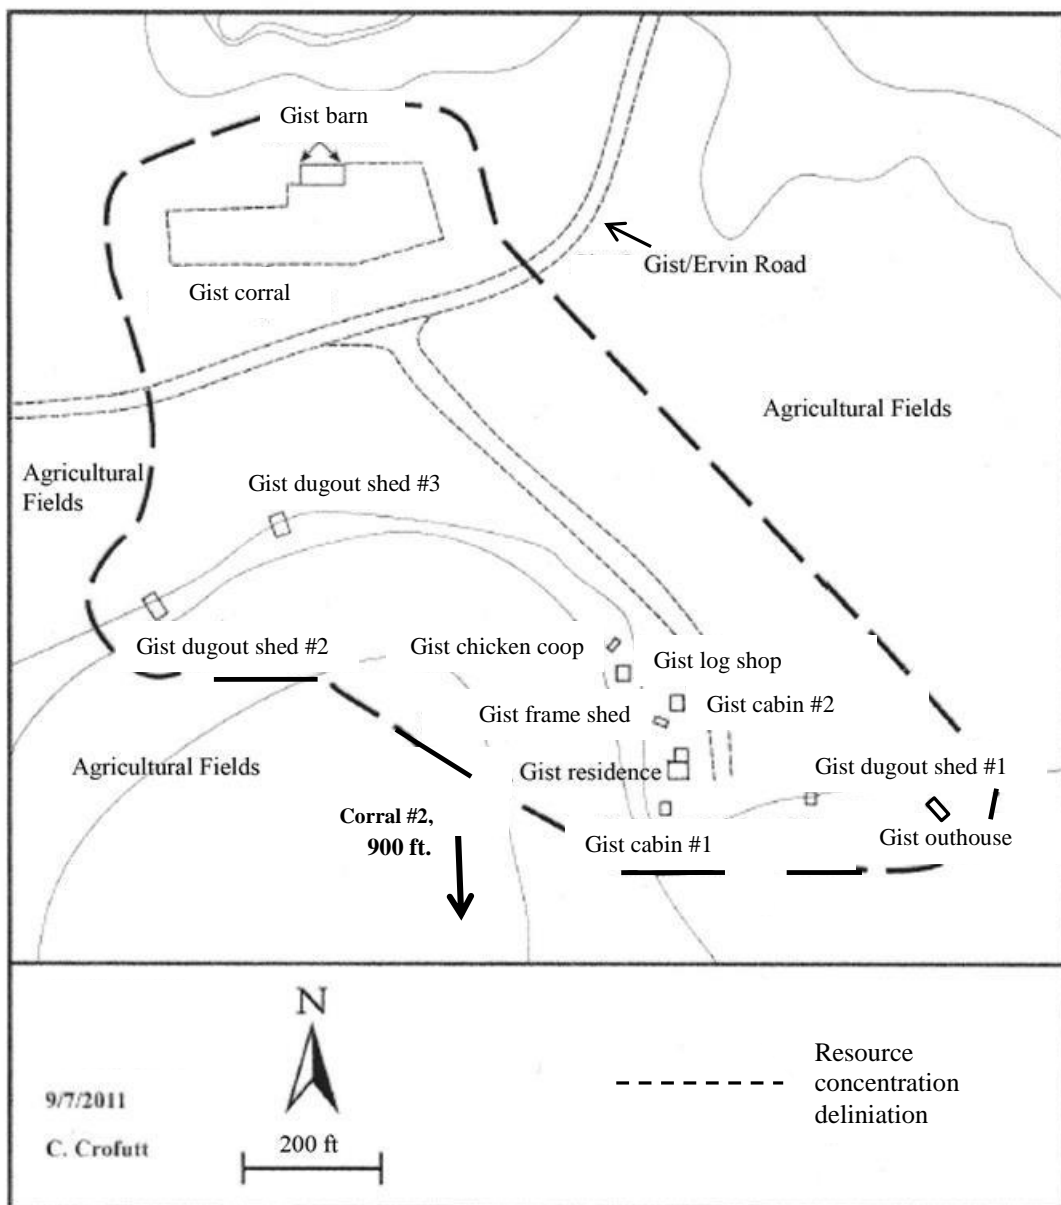 Gist barn
Gist/Ervin Road
Gist corral
Agricultural Fields
Agricultural
Fields
Gist dugout shed #3
Gist dugout shed #2
Gist chicken coop
Gist log shop
Gist frame shed
Gist cabin #2
Agricultural Fields
Gist residence
Gist dugout shed #1
Corral #2,
900 ft.
Gist cabin #1
Gist outhouse
N
9/7/2011
C. Crofutt
200 ft
Resource
concentration
deliniation